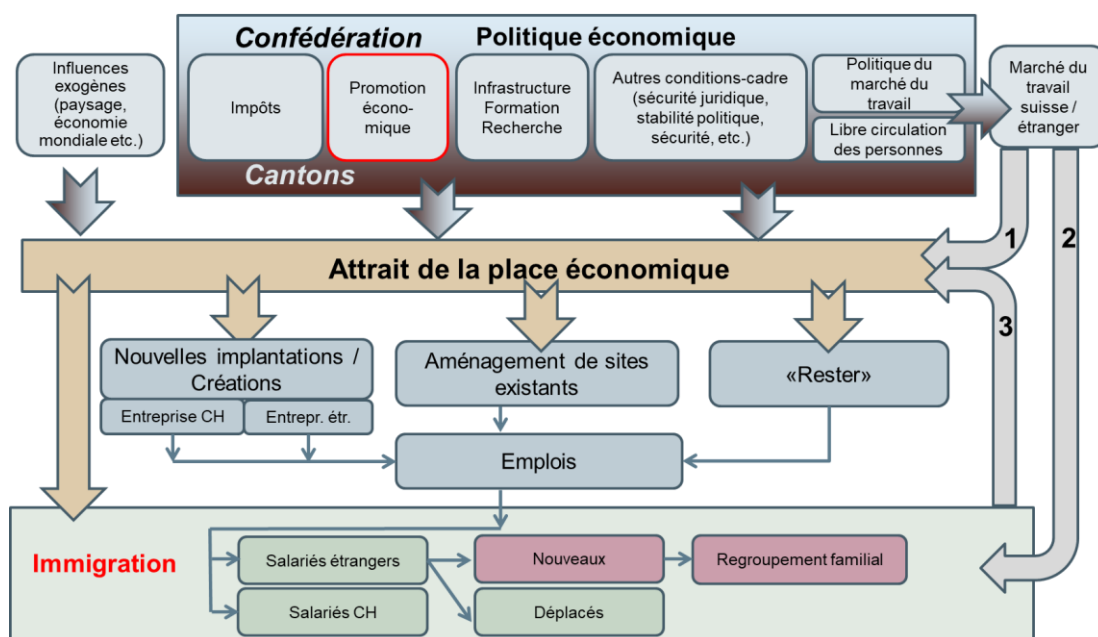 Confédération Politique économique
Influences
exogènes
(paysage,
économie
mondiale etc.)
Impôts
Promotion
écono-
mique
Infrastructure
Formation
Recherche
Autres conditions-cadre
(sécurité juridique,
stabilité politique,
sécurité, etc.)
Politique du
marché du
travail
Libre circulation
des personnes
Marché du
travail
suisse /
étranger
Cantons
1
2
Attrait de la place économique
3
Nouvelles implantations /
Créations
Entreprise CH
Entrepr. étr.
Aménagement de sites
existants
«Rester»
Emplois
Immigration
Salariés étrangers
Nouveaux
Regroupement familial
Salariés CH
Déplacés